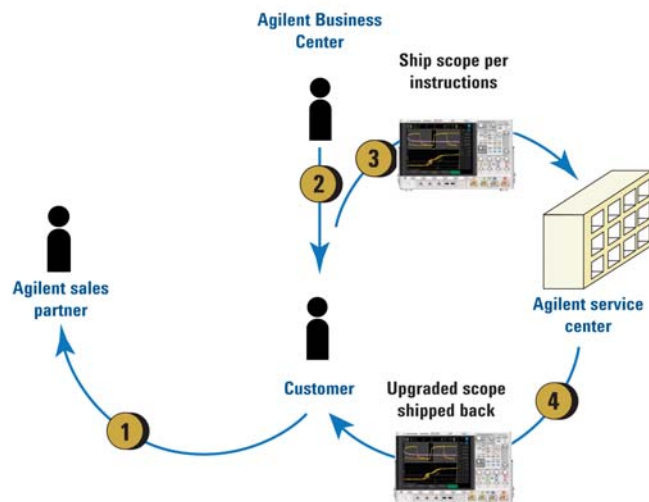 Agilent Business
Center
Ship scope per
instructions
3
2
Agilent sales
partner
Agilent service
center
Customer
Upgraded scope
shipped back
4
1